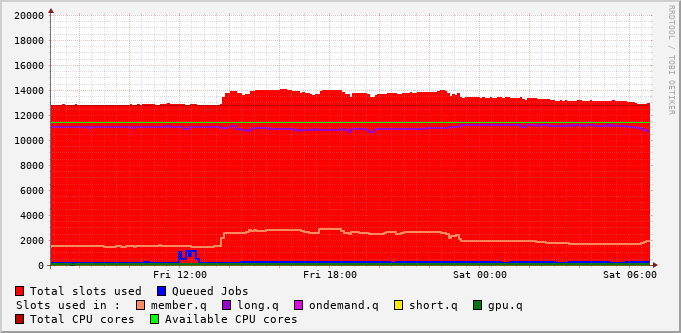 20000
18000
16000
14000
12000
10000
8000
6000
4000
2000
0
Fri 12:00 Fri 18:00 Sat 00:00 Sat 06:00
Total slots used Queued Jobs
Slots used in : member.q long.q ondemand.q short.q gpu.q
Total CPU cores Available CPU cores
RRDTOOL / TOBI OETIKER